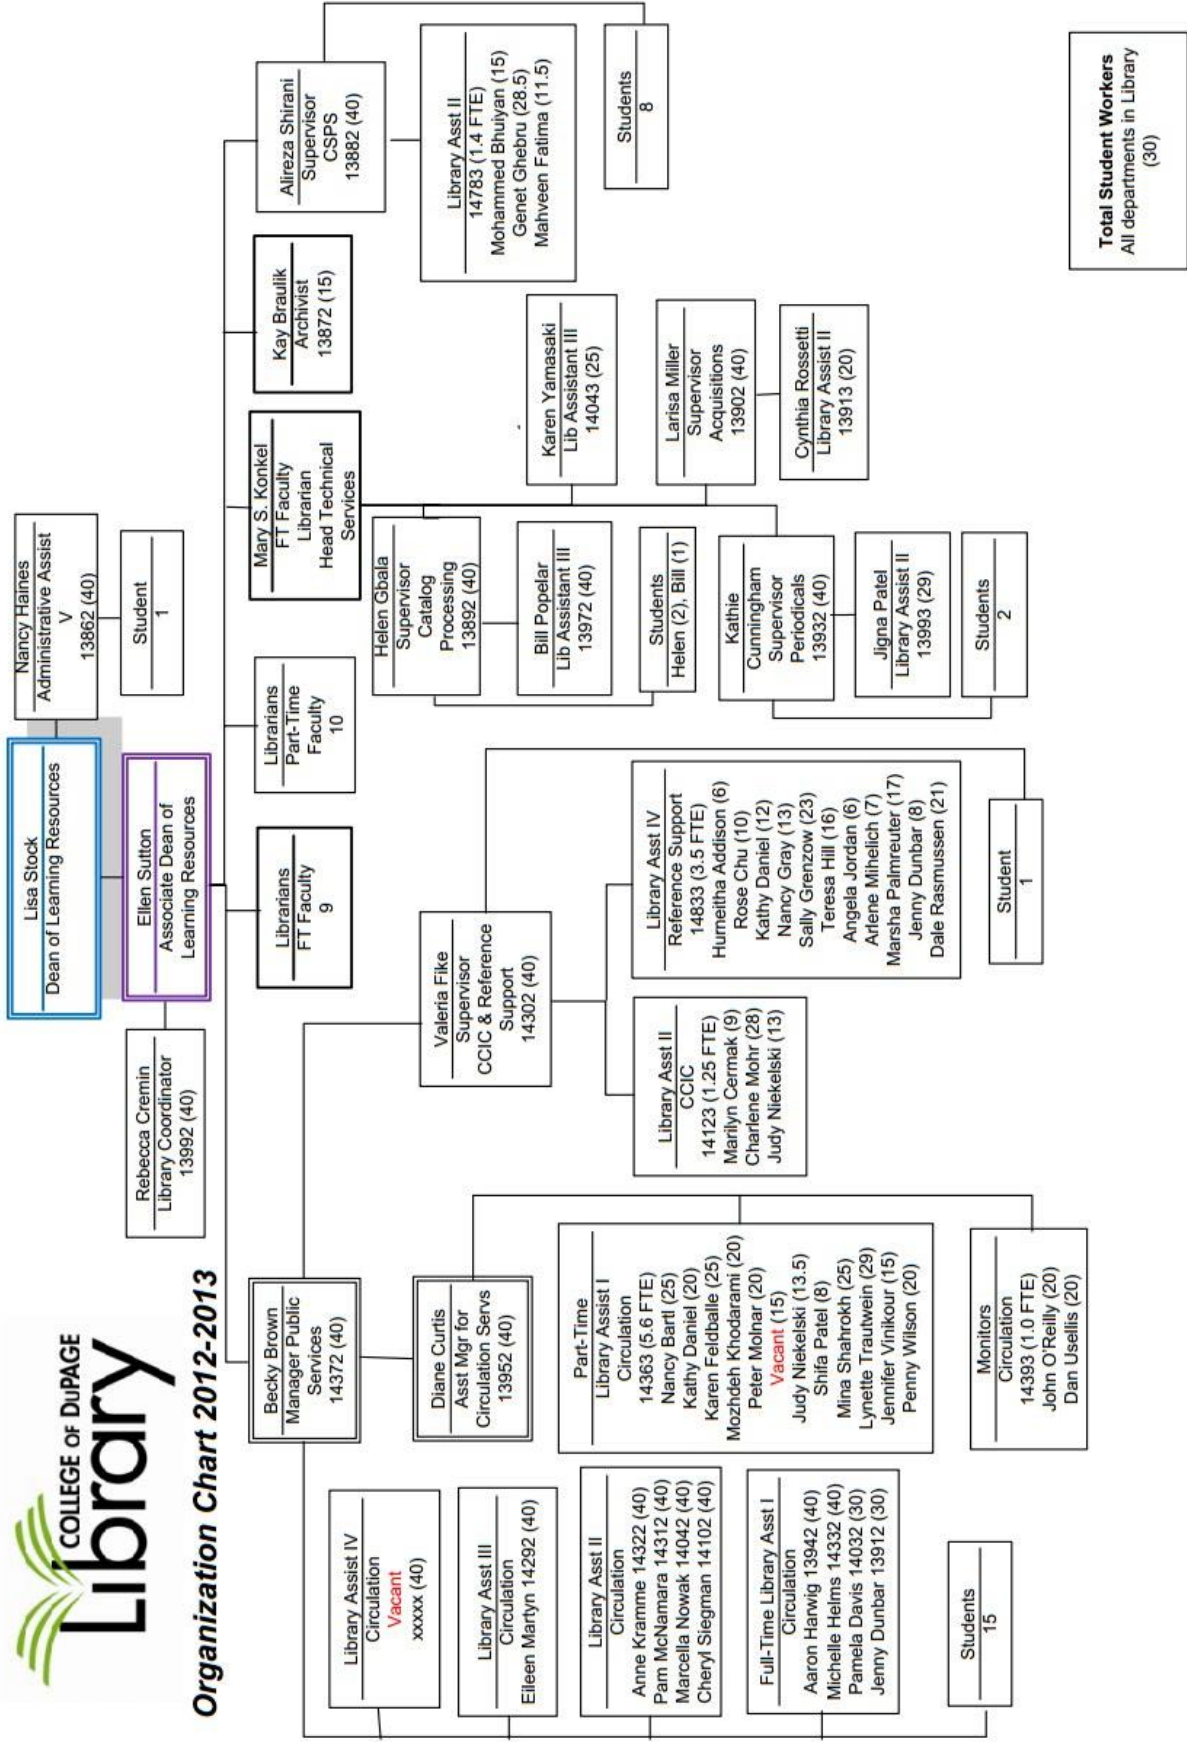 COLLEGE OF DuPAGE
Library
Organization Chart 2012-2013
Lisa Stock
Dean of Learning Resources
Nancy Haines
Administrative Assist
V
13862 (40)
Student
1
Rebecca Cremin
Library Coordinator
13992 (40)
Ellen Sutton
Associate Dean of
Learning Resources
Becky Brown
Manager Public
Services
14372 (40)
Librarians
FT Faculty
9
Librarians
Part-Time
Faculty
10
Mary S. Konkel
FT Faculty
Librarian
Head Technical
Services
Kay Braulik
Archivist
13872 (15)
Alireza Shirani
Supervisor
CSPS
13882 (40)
Library Assist IV
Circulation
Vacant
xxxxx (40)
Library Asst III
Circulation
Eileen Martyn 14292 (40)
Library Asst II
Circulation
Anne Kramme 14322 (40)
Pam McNamara 14312 (40)
Marcella Nowak 14042 (40)
Cheryl Siegman 14102 (40)
Full-Time Library Asst I
Circulation
Aaron Harwig 13942 (40)
Michelle Helms 14332 (40)
Pamela Davis 14032 (30)
Jenny Dunbar 13912 (30)
Students
15
Diane Curtis
Asst Mgr for
Circulation Servs
13952 (40)
Part-Time
Library Assist I
Circulation
14363 (5.6 FTE)
Nancy Bartl (25)
Kathy Daniel (20)
Karen Feldballe (25)
Mozhdeh Khodarami (20)
Peter Molnar (20)
Vacant (15)
Judy Niekelski (13.5)
Shifa Patel (8)
Mina Shahrokh (25)
Lynette Trautwein (29)
Jennifer Vinikour (15)
Penny Wilson (20)
Monitors
Circulation
14393 (1.0 FTE)
John O'Reilly (20)
Dan Usellis (20)
Valeria Fike
Supervisor
CCIC & Reference
Support
14302 (40)
Library Asst II
CCIC
14123 (1.25 FTE)
Marilyn Cermak (9)
Charlene Mohr (28)
Judy Niekelski (13)
Library Asst IV
Reference Support
14833 (3.5 FTE)
Hurneitha Addison (6)
Rose Chu (10)
Kathy Daniel (12)
Nancy Gray (13)
Sally Grenzow (23)
Teresa Hill (16)
Angela Jordan (6)
Arlene Mihelich (7)
Marsha Palmreuter (17)
Jenny Dunbar (8)
Dale Rasmussen (21)
Student
1
Helen Gbala
Supervisor
Catalog
Processing
13892 (40)
Bill Popelar
Lib Assistant III
13972 (40)
Students
Helen (2), Bill (1)
Kathie
Cunningham
Supervisor
Periodicals
13932 (40)
Jigna Patel
Library Assist II
13993 (29)
Students
2
Karen Yamasaki
Lib Assistant III
14043 (25)
Larisa Miller
Supervisor
Acquisitions
13902 (40)
Cynthia Rossetti
Library Assist II
13913 (20)
Library Asst II
14783 (1.4 FTE)
Mohammed Bhuiyan (15)
Genet Ghebru (28.5)
Mahveen Fatima (11.5)
Students
8
Total Student Workers
All departments in Library
(30)